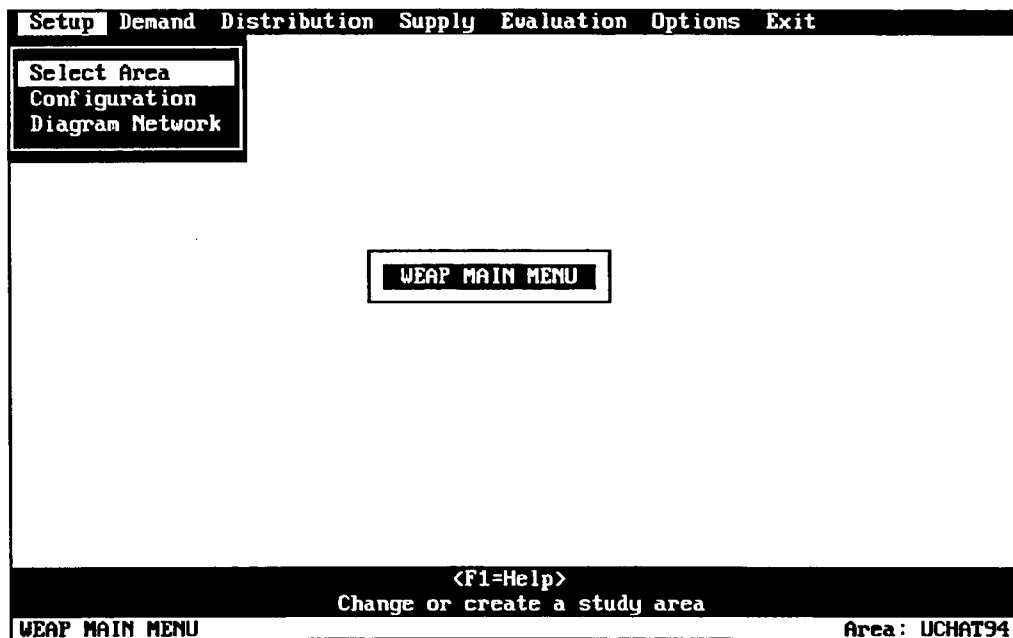 Setup Demand Distribution Supply Evaluation Options Exit
Select Area
Configuration
Diagram Network
WEAP MAIN MENU
<F1=Help>
Change or create a study area
WEAP MAIN MENU Area: UCHAT94